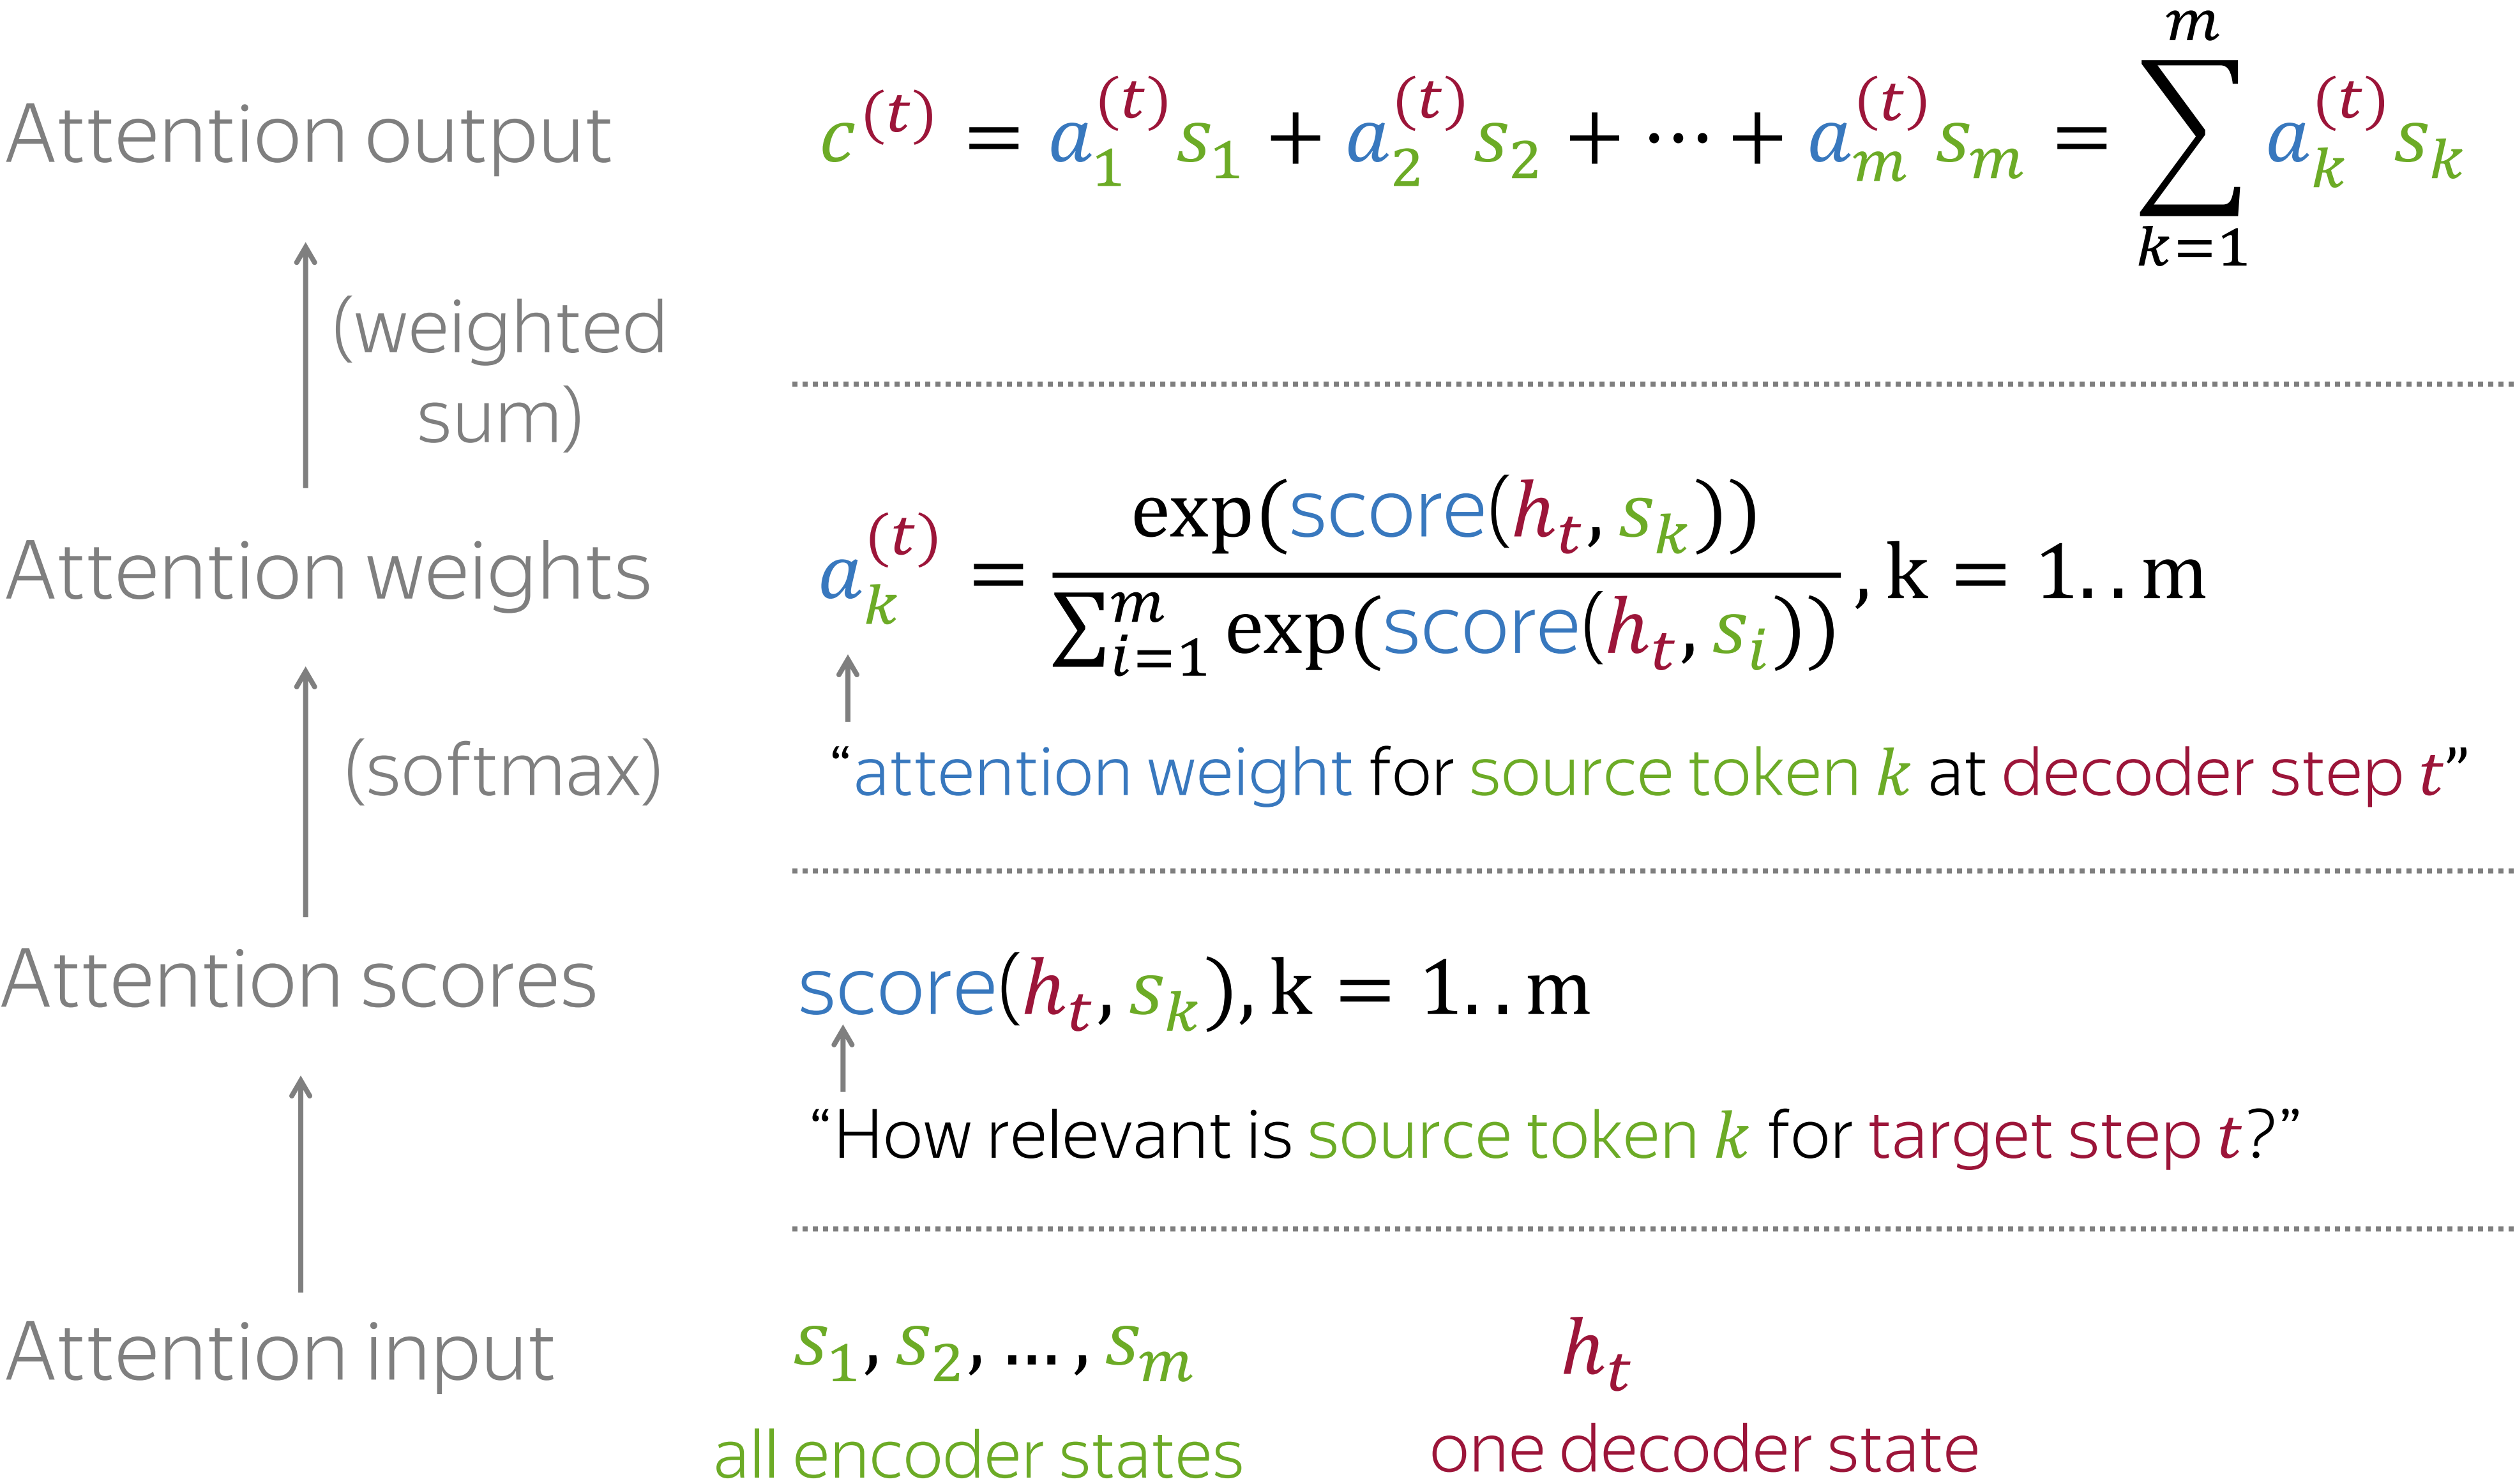 Attention output
c^(t) = a_1^(t) s_1 + a_2^(t) s_2 + ⋯ + a_m^(t) s_m = ∑_{k=1}^{m} a_k^(t) s_k
(weighted
sum)
Attention weights
a_k^(t) = exp(score(h_t, s_k)) / ∑_{i=1}^{m} exp(score(h_t, s_i)) , k = 1..m
(softmax)
“attention weight for source token k at decoder step t”
Attention scores
score(h_t, s_k), k = 1..m
“How relevant is source token k for target step t?”
Attention input
s_1, s_2, …, s_m
h_t
all encoder states
one decoder state